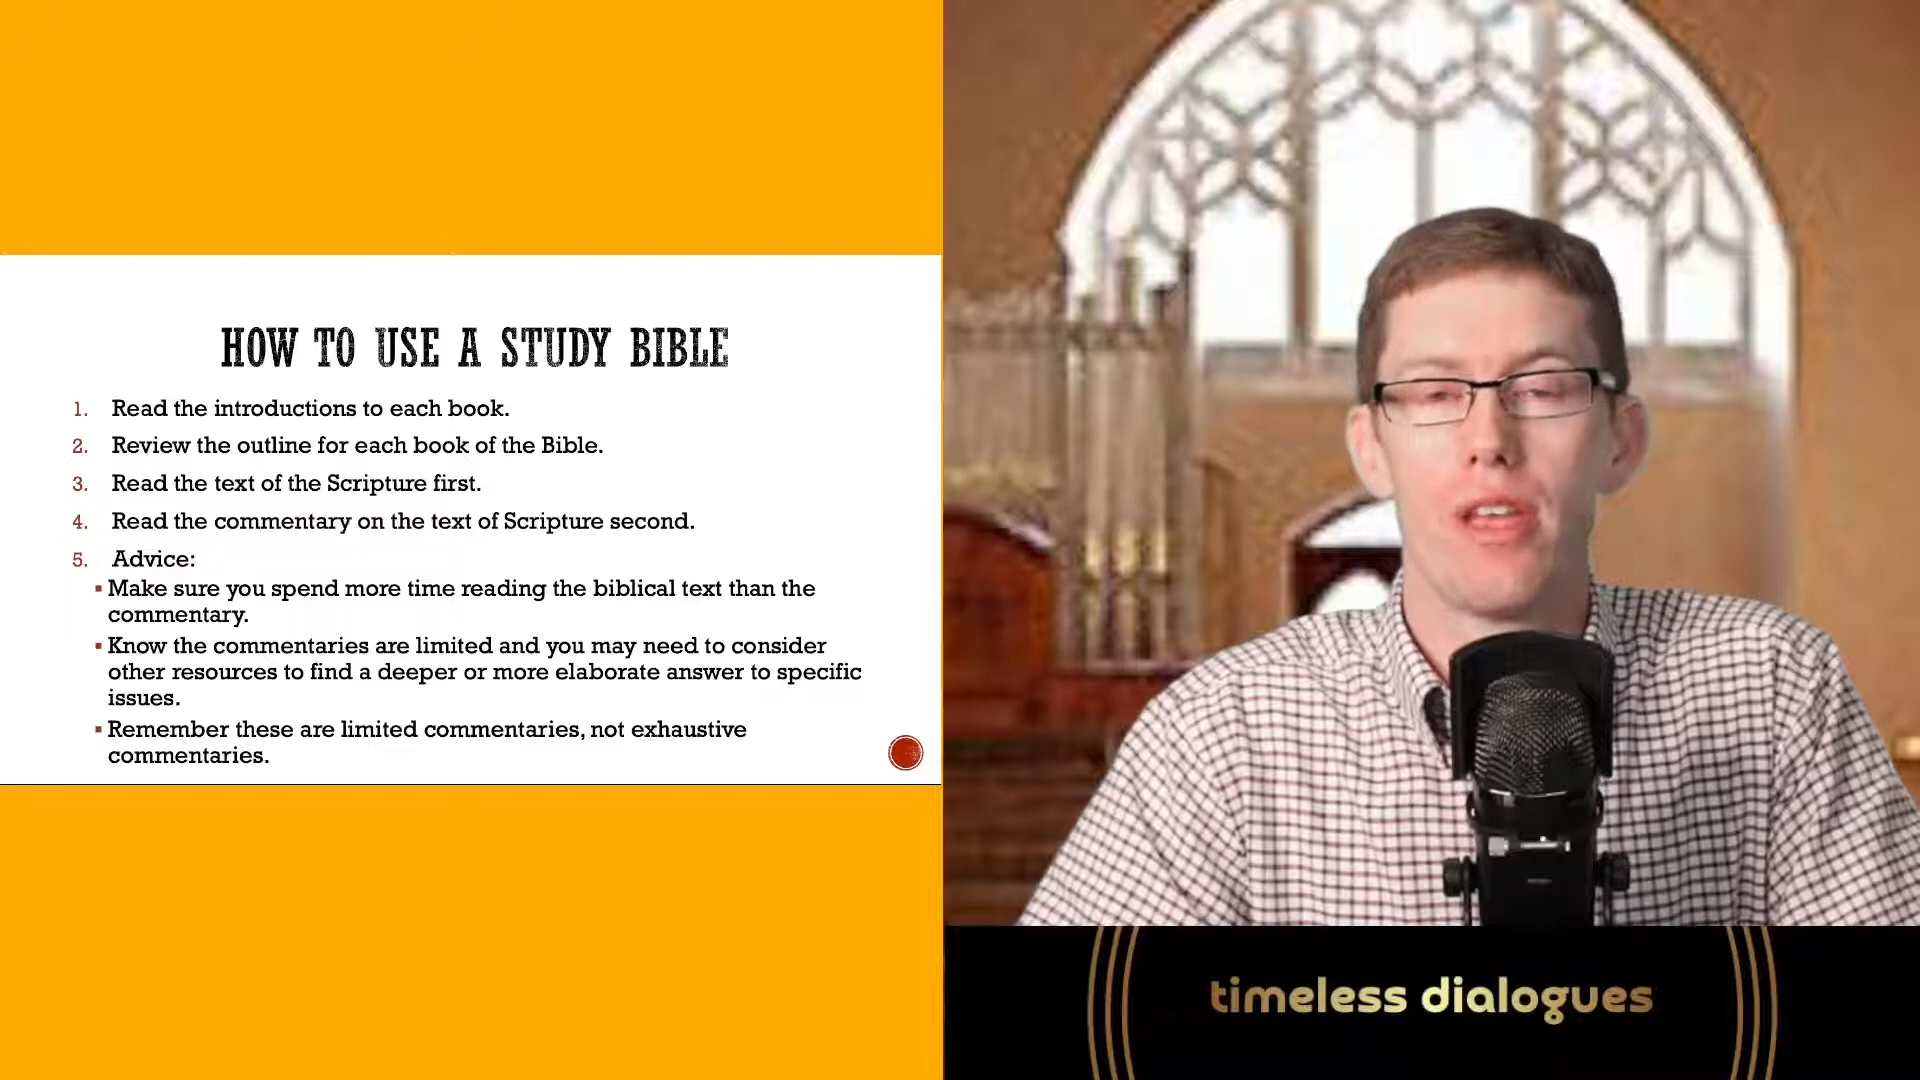 HOW TO USE A STUDY BIBLE
1. Read the introductions to each book.
2. Review the outline for each book of the Bible.
3. Read the text of the Scripture first.
4. Read the commentary on the text of Scripture second.
5. Advice:
▪ Make sure you spend more time reading the biblical text than the
commentary.
▪ Know the commentaries are limited and you may need to consider
other resources to find a deeper or more elaborate answer to specific
issues.
▪ Remember these are limited commentaries, not exhaustive
commentaries.
timeless dialogues